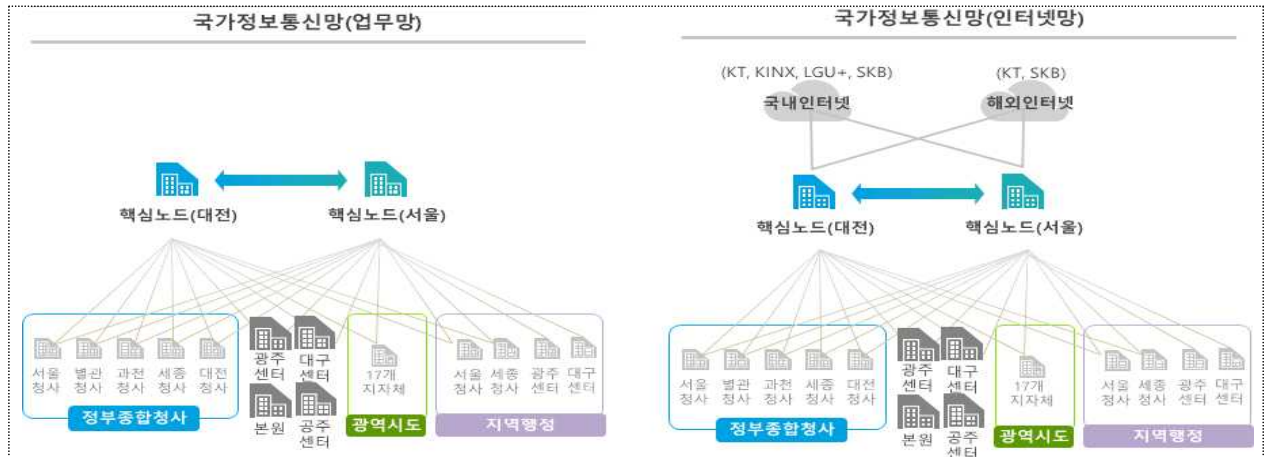 국가정보통신망(업무망)
핵심노드(대전)
핵심노드(서울)
서울
청사
별관
청사
과천
청사
세종
청사
대전
청사
정부종합청사
광주
센터
대구
센터
본원
공주
센터
17개
지자체
광역시도
서울
청사
세종
청사
광주
센터
대구
센터
지역행정
국가정보통신망(인터넷망)
(KT, KINX, LGU+, SKB)
국내인터넷
(KT, SKB)
해외인터넷
핵심노드(대전)
핵심노드(서울)
서울
청사
별관
청사
과천
청사
세종
청사
대전
청사
정부종합청사
광주
센터
대구
센터
본원
공주
센터
17개
지자체
광역시도
서울
청사
세종
청사
광주
센터
대구
센터
지역행정